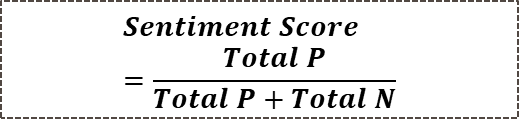 Sentiment Score
= Total P
Total P + Total N